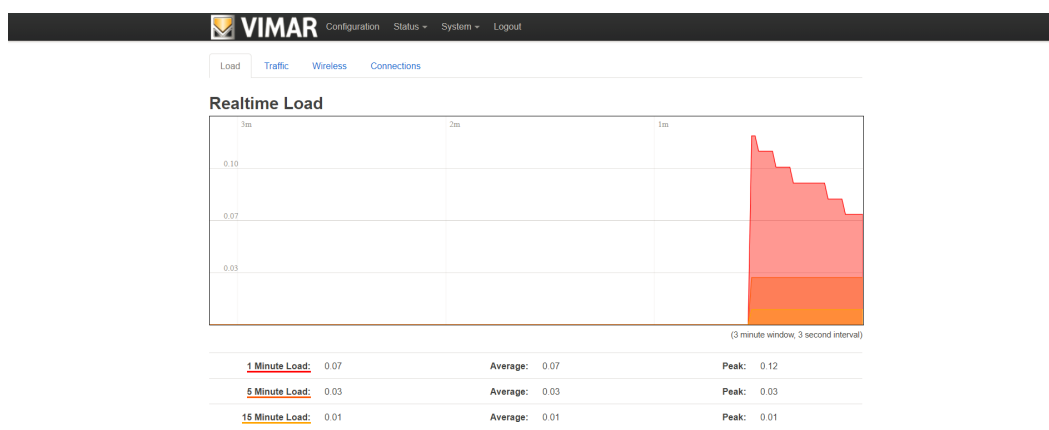 VIMAR Configuration Status System Logout
Load Traffic Wireless Connections
Realtime Load
3m 2m 1m
0.10
0.07
0.03
(3 minute window, 3 second interval)
1 Minute Load: 0.07 Average: 0.07 Peak: 0.12
5 Minute Load: 0.03 Average: 0.03 Peak: 0.03
15 Minute Load: 0.01 Average: 0.01 Peak: 0.01